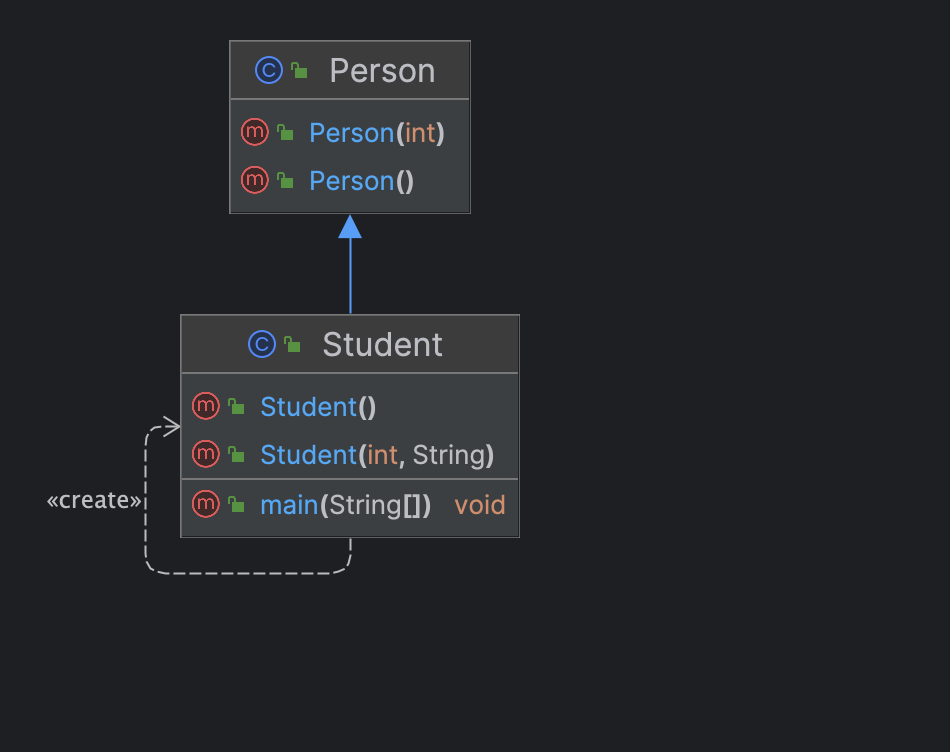 Person
Person(int)
Person()
Student
Student()
Student(int, String)
«create»
main(String[]) void